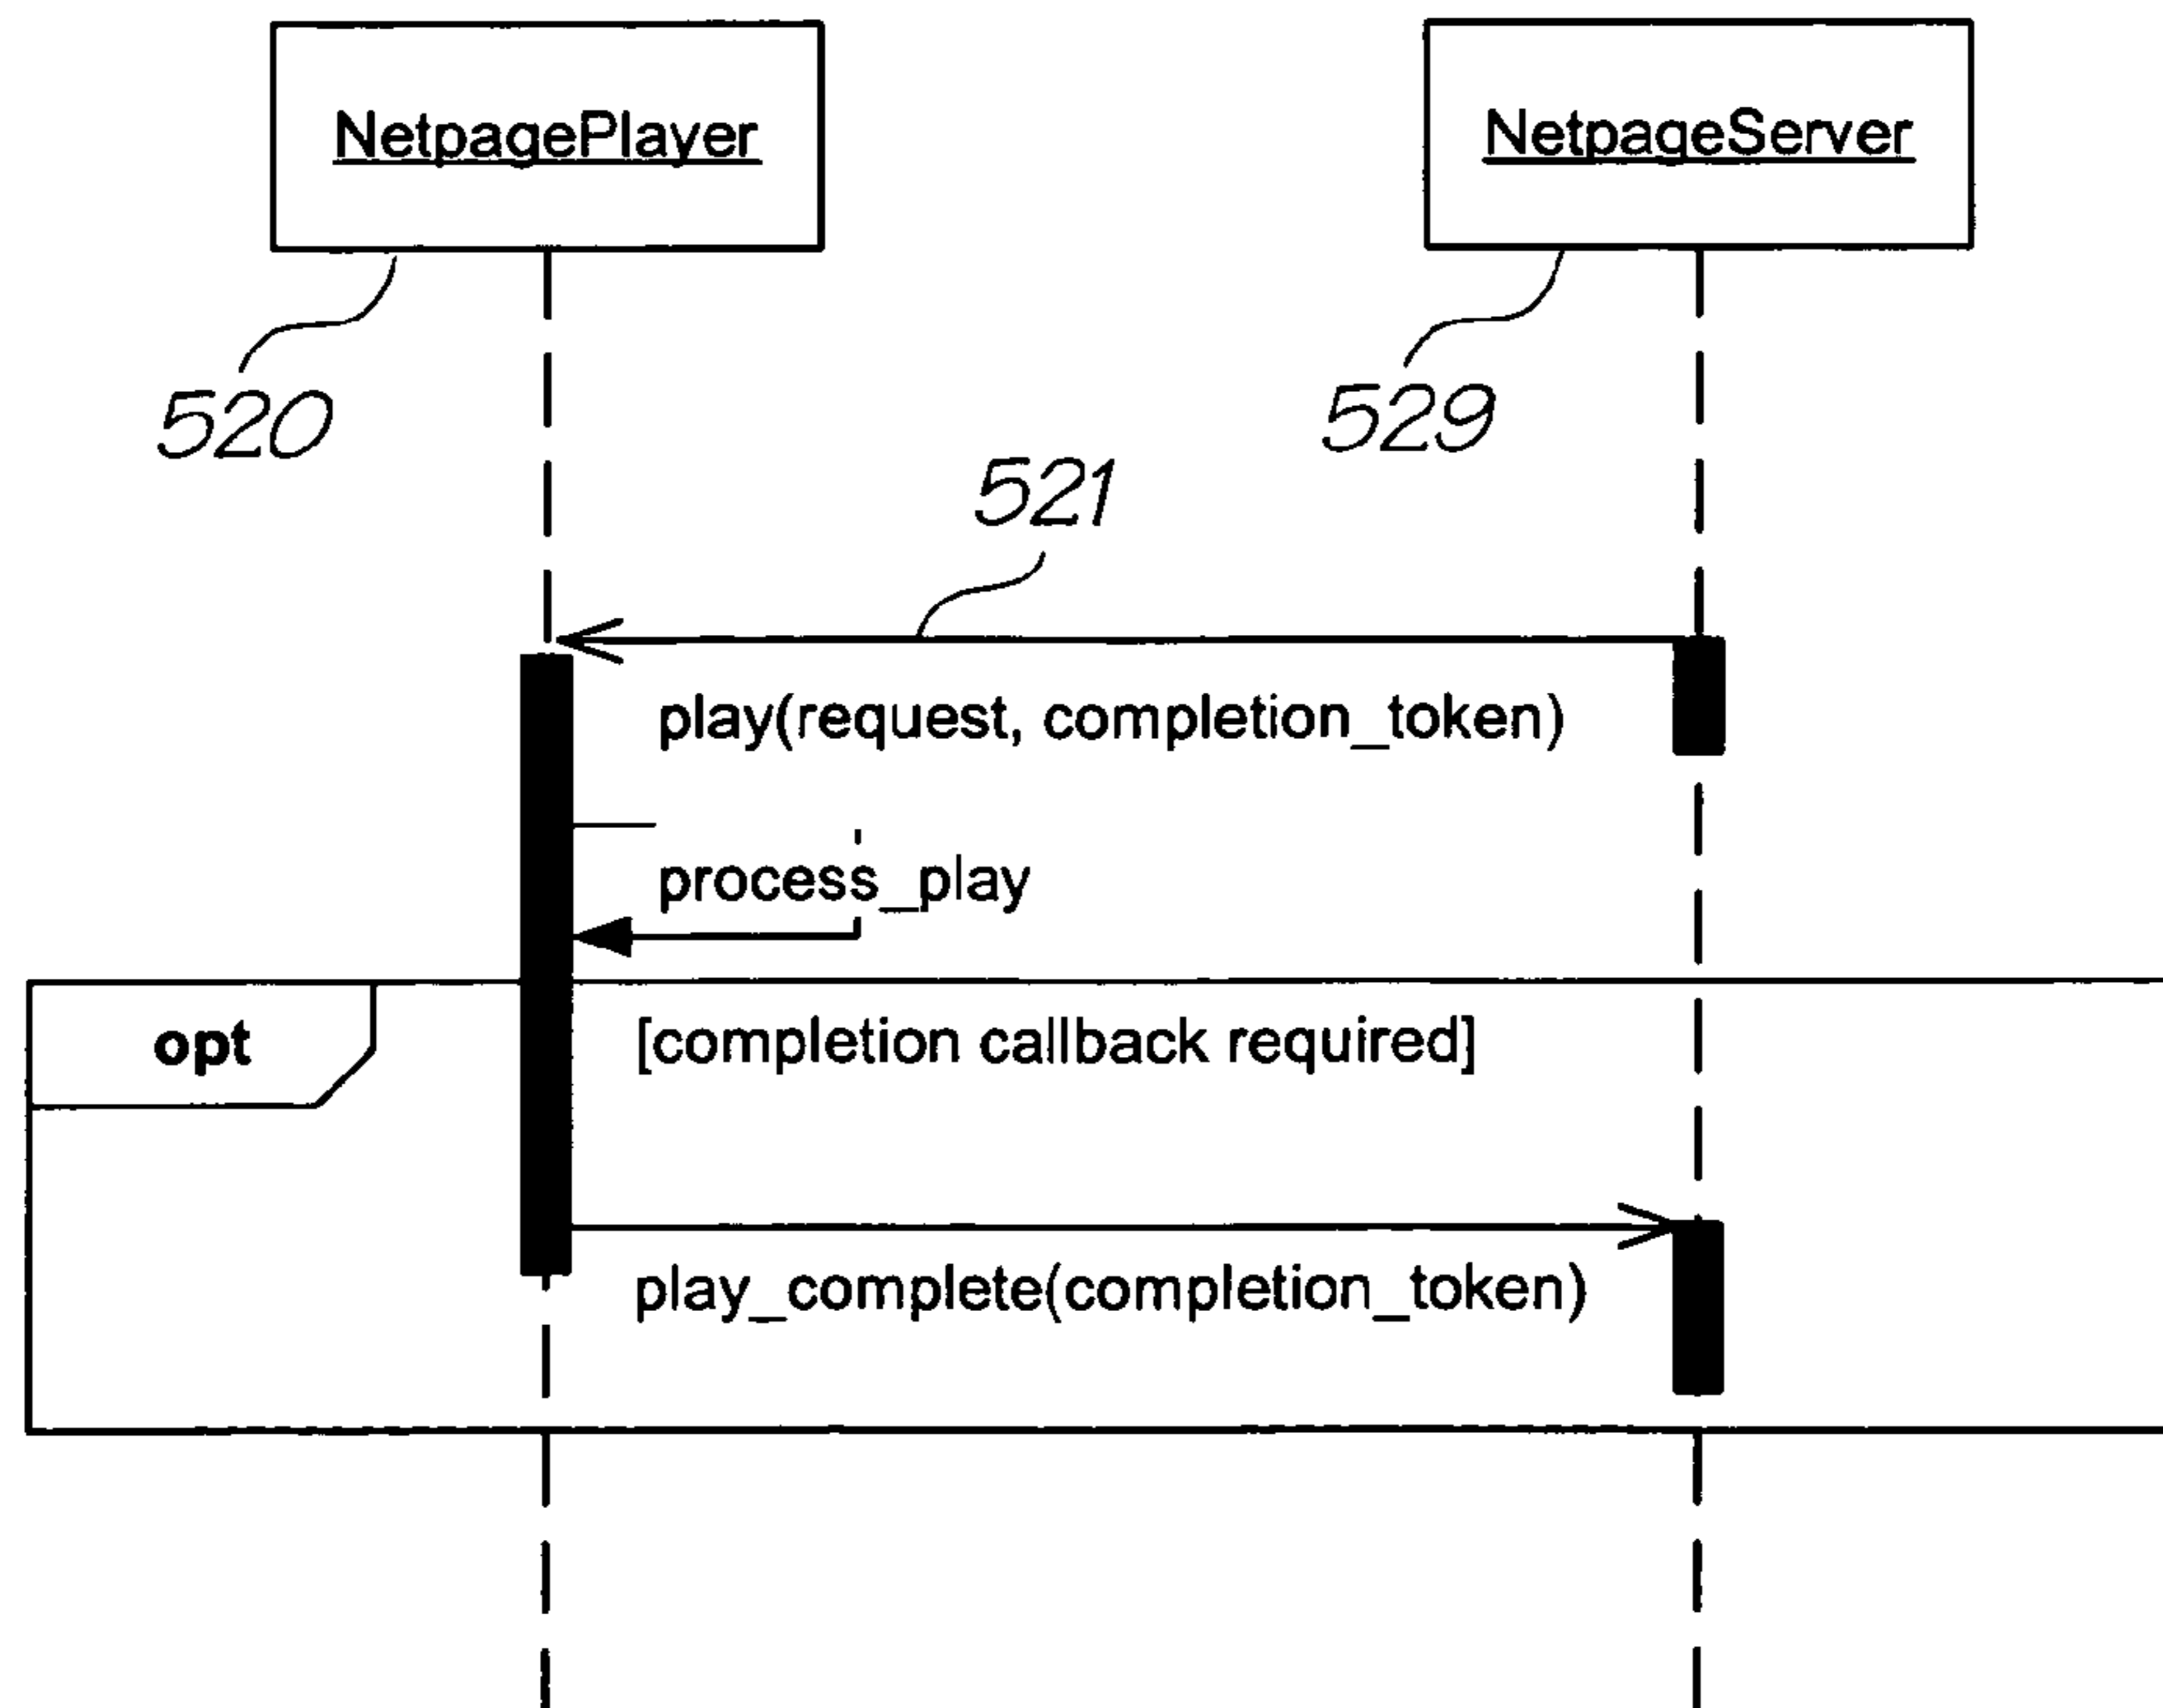 NetpagePlayer
NetpageServer
520
529
521
play(request, completion_token)
process_play
opt
[completion callback required]
play_complete(completion_token)